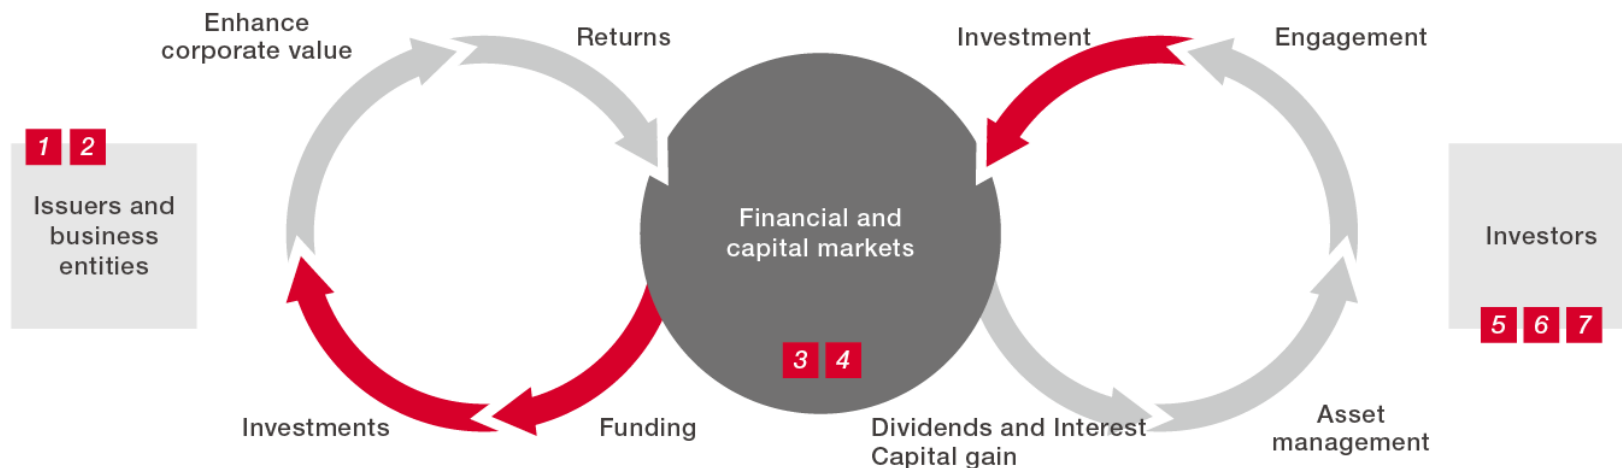 Enhance
corporate value
Returns
Investment
Engagement
1 2
Issuers and
business
entities
Financial and
capital markets
3 4
Investors
5 6 7
Investments
Funding
Dividends and Interest
Capital gain
Asset
management